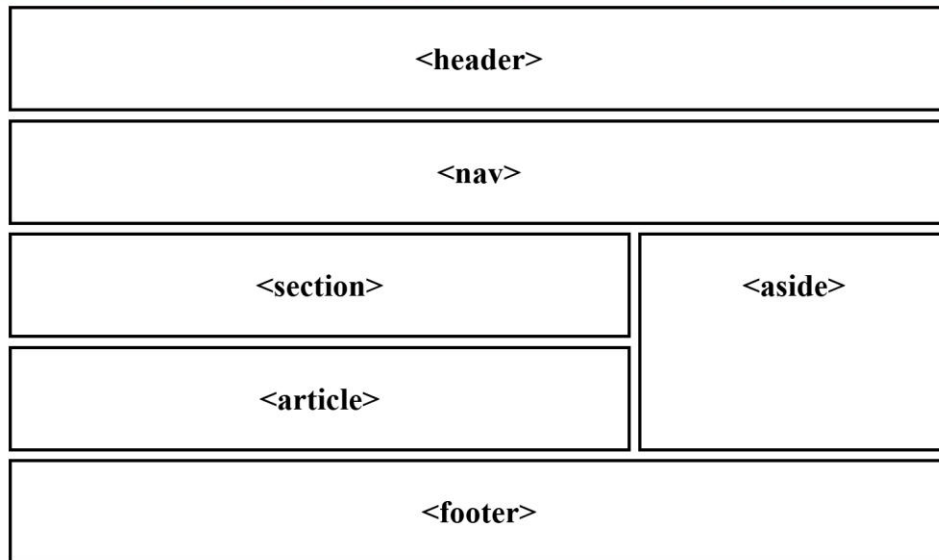 <header>
<nav>
<section>
<aside>
<article>
<footer>